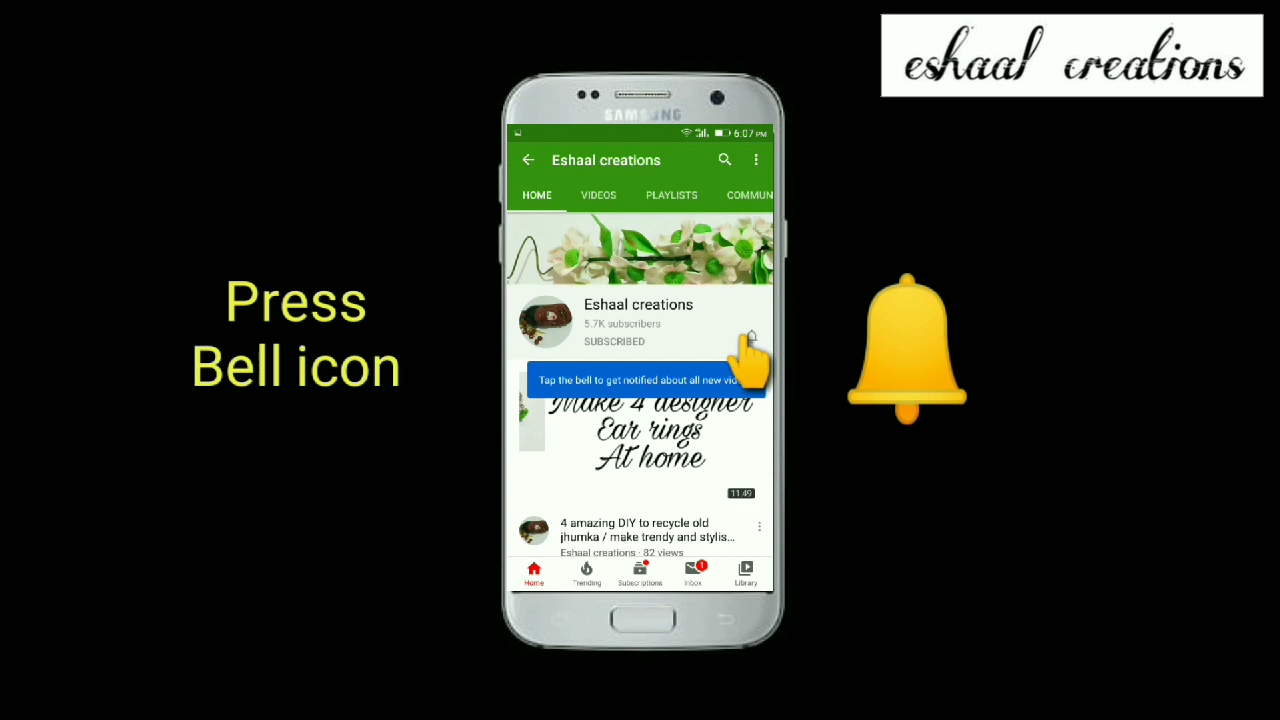 eshaal creations
SAMSUNG
6:07 PM
Eshaal creations
HOME VIDEOS PLAYLISTS COMMUN
Eshaal creations
5.7K subscribers
SUBSCRIBED
Tap the bell to get notified about all new
Make 4 designer
Ear rings
At home
11:49
4 amazing DIY to recycle old
jhumka / make trendy and stylis...
Eshaal creations · 82 views
Home Trending Subscriptions Inbox 1 Library
Press
Bell icon